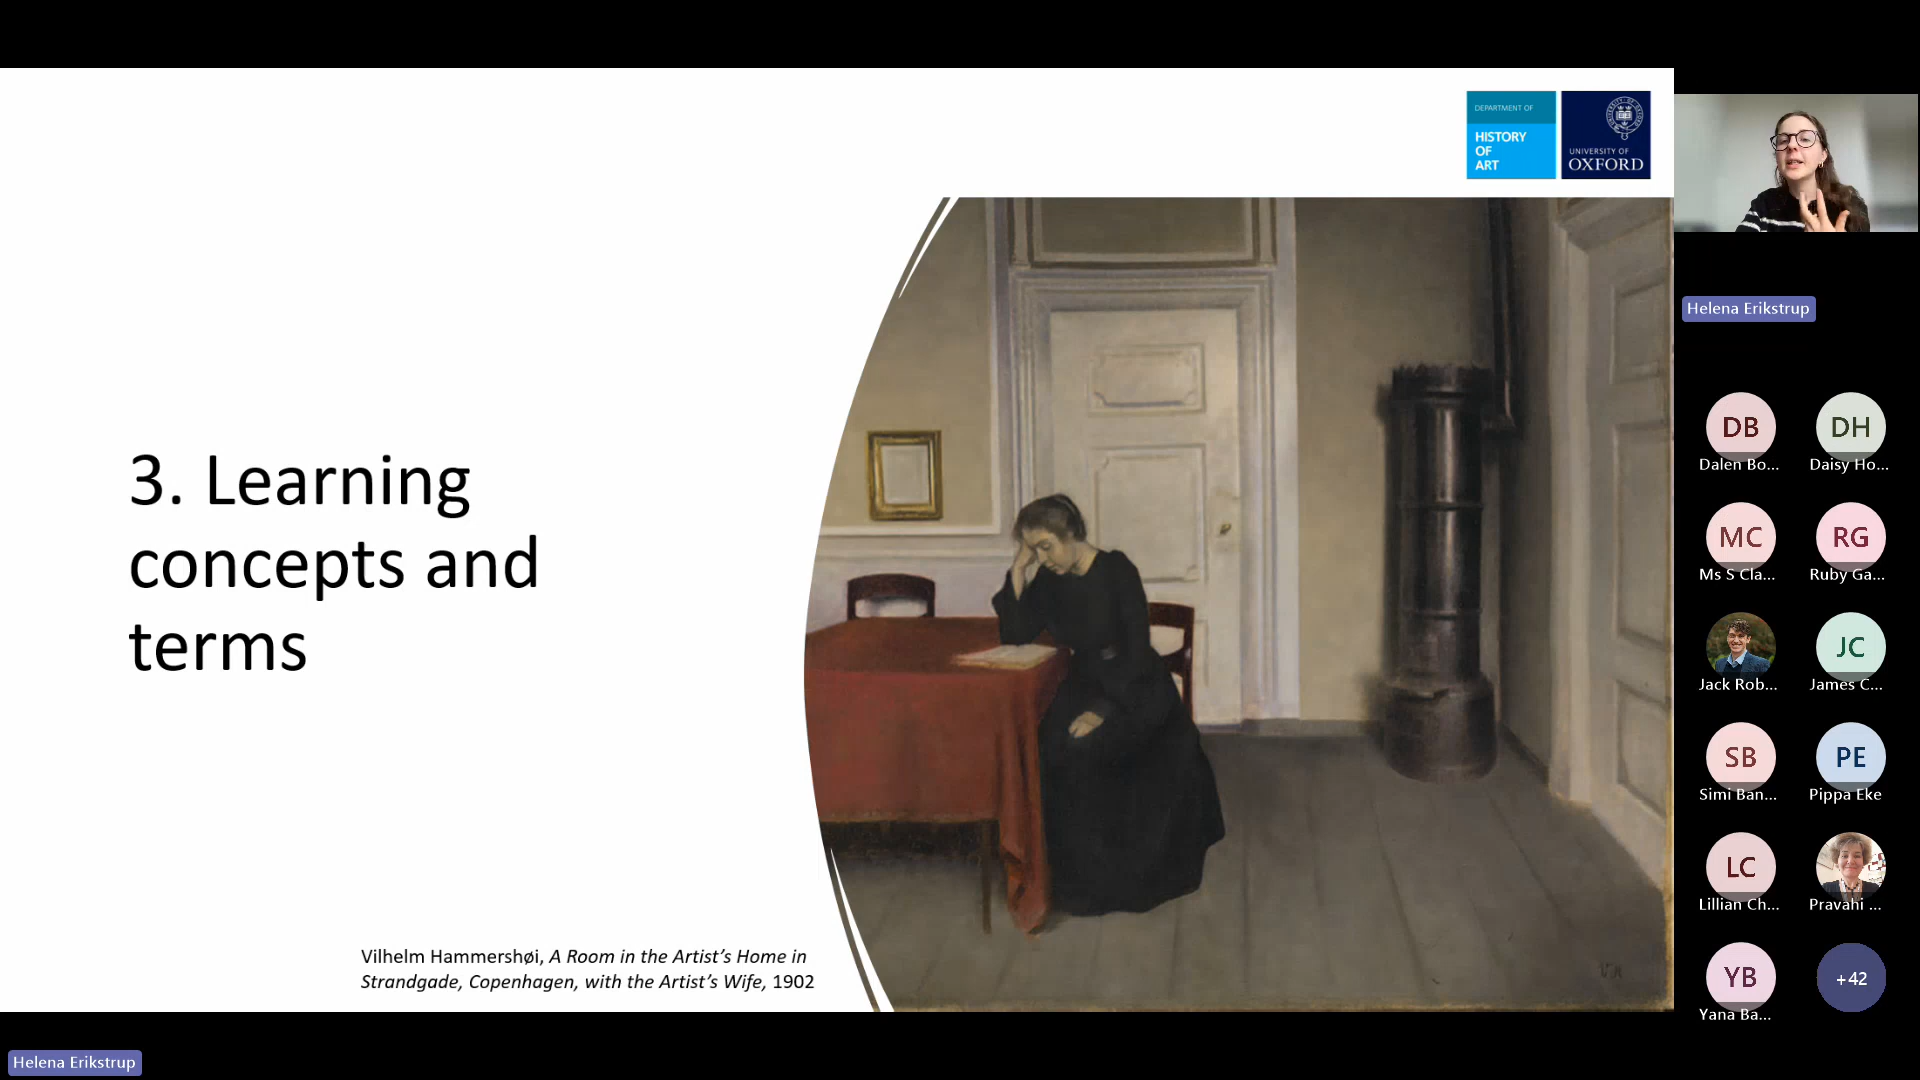 DEPARTMENT OF
HISTORY
OF
ART
UNIVERSITY OF
OXFORD
3. Learning
concepts and
terms
Vilhelm Hammershøi, A Room in the Artist's Home in
Strandgade, Copenhagen, with the Artist's Wife, 1902
Helena Erikstrup
DB
Dalen Bo...
DH
Daisy Ho...
MC
Ms S Cla...
RG
Ruby Ga...
Jack Rob...
JC
James C...
SB
Simi Ban...
PE
Pippa Eke
LC
Lillian Ch...
Pravahi ...
YB
Yana Ba...
+42
Helena Erikstrup